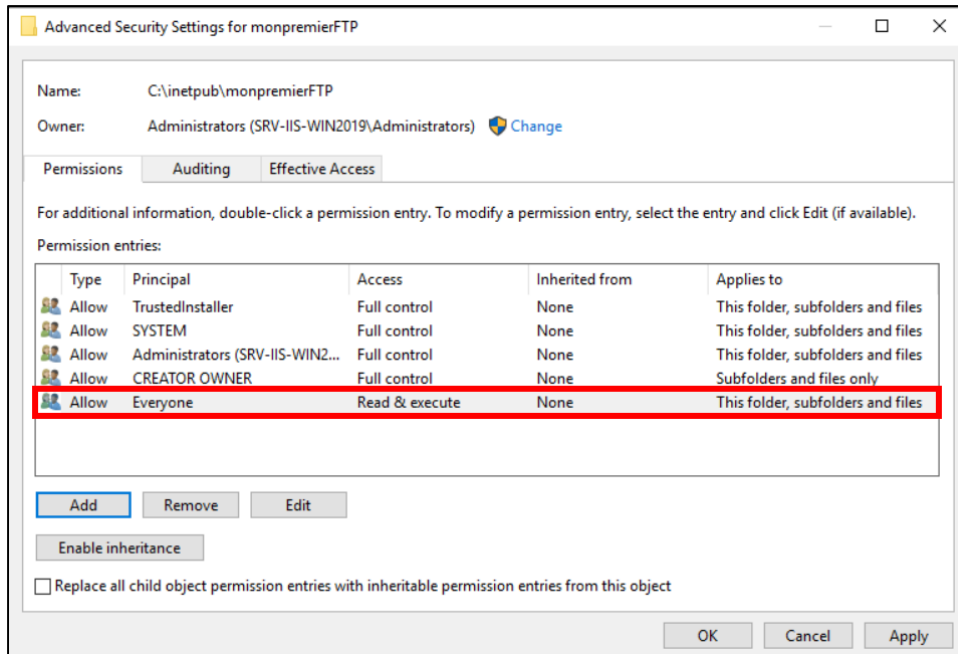 Advanced Security Settings for monpremierFTP
Name: C:\inetpub\monpremierFTP
Owner: Administrators (SRV-IIS-WIN2019\Administrators) Change
Permissions Auditing Effective Access
For additional information, double-click a permission entry. To modify a permission entry, select the entry and click Edit (if available).
Permission entries:
Type Principal Access Inherited from Applies to
Allow TrustedInstaller Full control None This folder, subfolders and files
Allow SYSTEM Full control None This folder, subfolders and files
Allow Administrators (SRV-IIS-WIN2... Full control None This folder, subfolders and files
Allow CREATOR OWNER Full control None Subfolders and files only
Allow Everyone Read & execute None This folder, subfolders and files
Add Remove Edit
Enable inheritance
Replace all child object permission entries with inheritable permission entries from this object
OK Cancel Apply